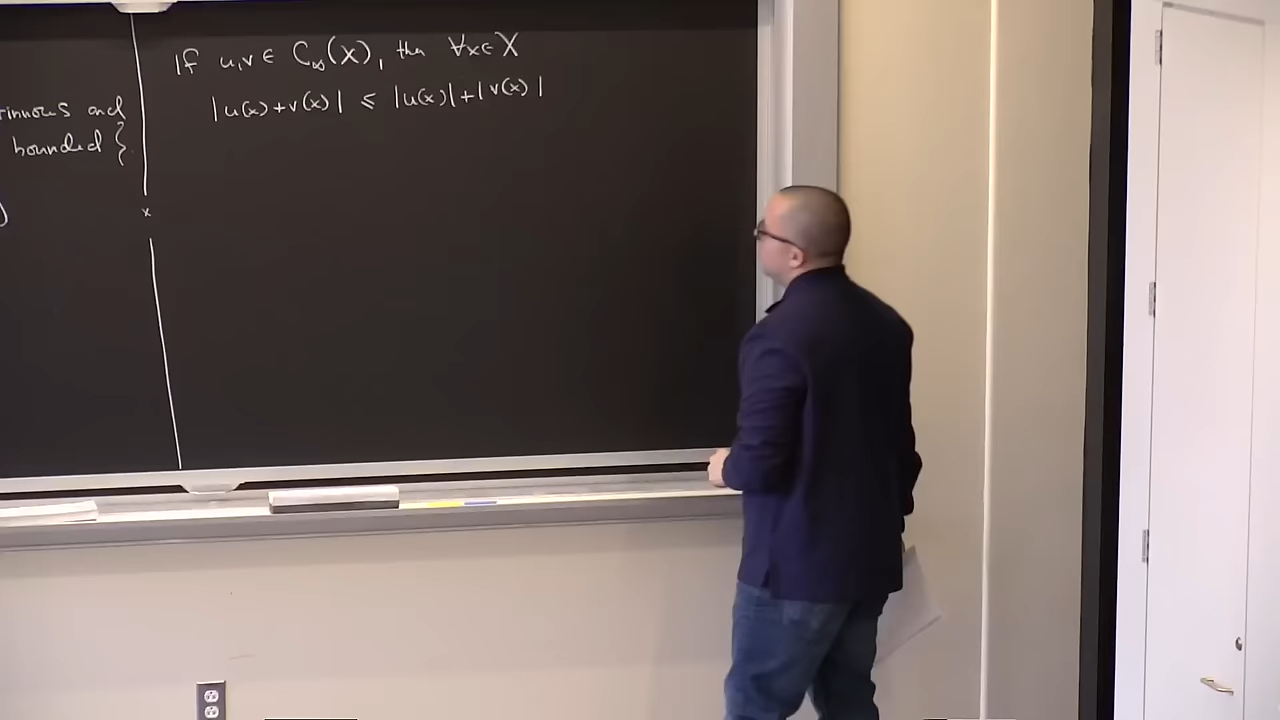 tinuous and
bounded }
If u,v ∈ C∞(X), then ∀x∈X
|u(x)+v(x)| ≤ |u(x)|+|v(x)|